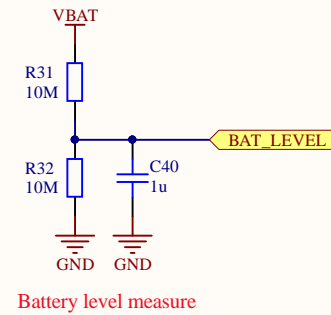 VBAT
R31
10M
BAT_LEVEL
R32
10M
C40
1u
GND
GND
Battery level measure